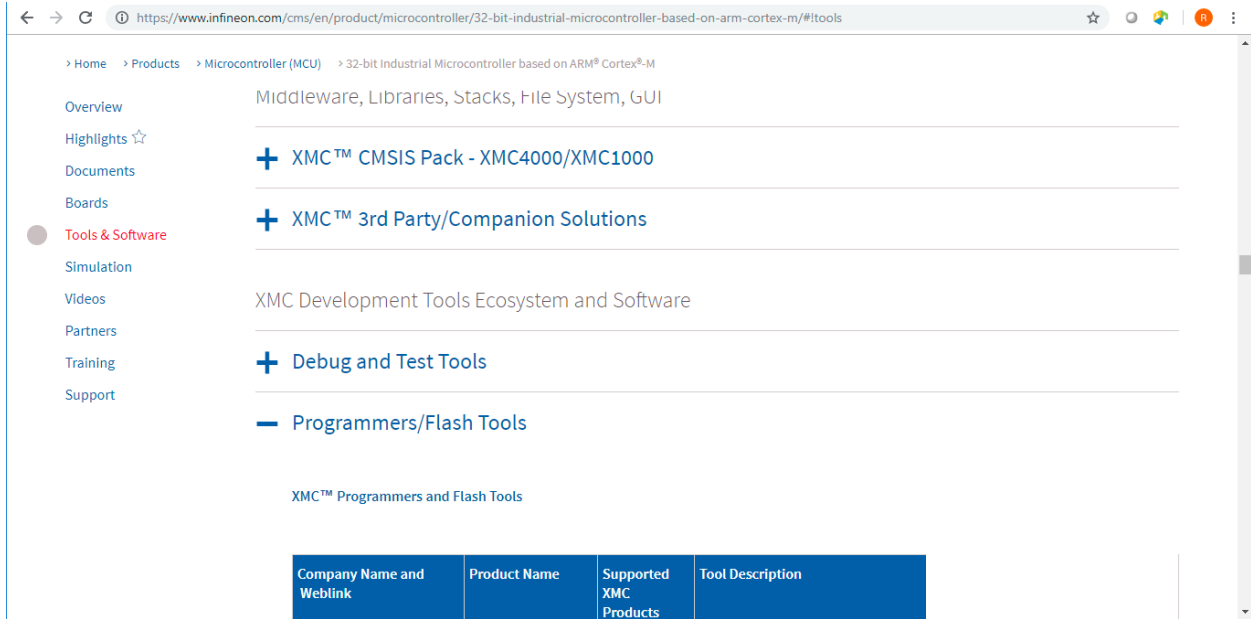 https://www.infineon.com/cms/en/product/microcontroller/32-bit-industrial-microcontroller-based-on-arm-cortex-m/#!tools
R
> Home > Products > Microcontroller (MCU) > 32-bit Industrial Microcontroller based on ARM® Cortex®-M
Overview
Highlights
Documents
Boards
Tools & Software
Simulation
Videos
Partners
Training
Support
Middleware, Libraries, Stacks, File System, GUI
XMC™ CMSIS Pack - XMC4000/XMC1000
XMC™ 3rd Party/Companion Solutions
XMC Development Tools Ecosystem and Software
Debug and Test Tools
Programmers/Flash Tools
XMC™ Programmers and Flash Tools
Company Name and
Weblink
Product Name
Supported
XMC
Products
Tool Description